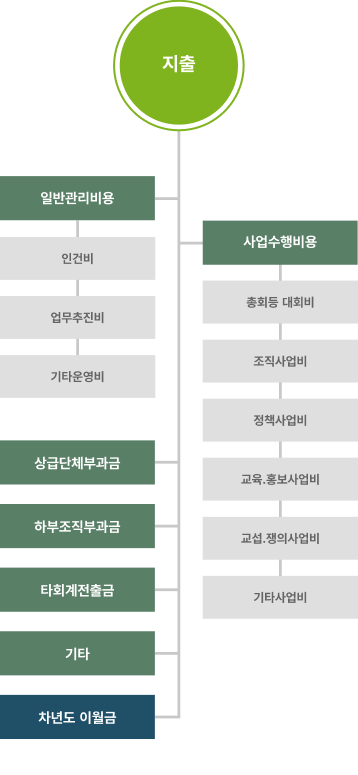 지출
일반관리비용
인건비
업무추진비
기타운영비
사업수행비용
총회등 대회비
조직사업비
정책사업비
교육.홍보사업비
교섭.쟁의사업비
기타사업비
상급단체부과금
하부조직부과금
타회계전출금
기타
차년도 이월금